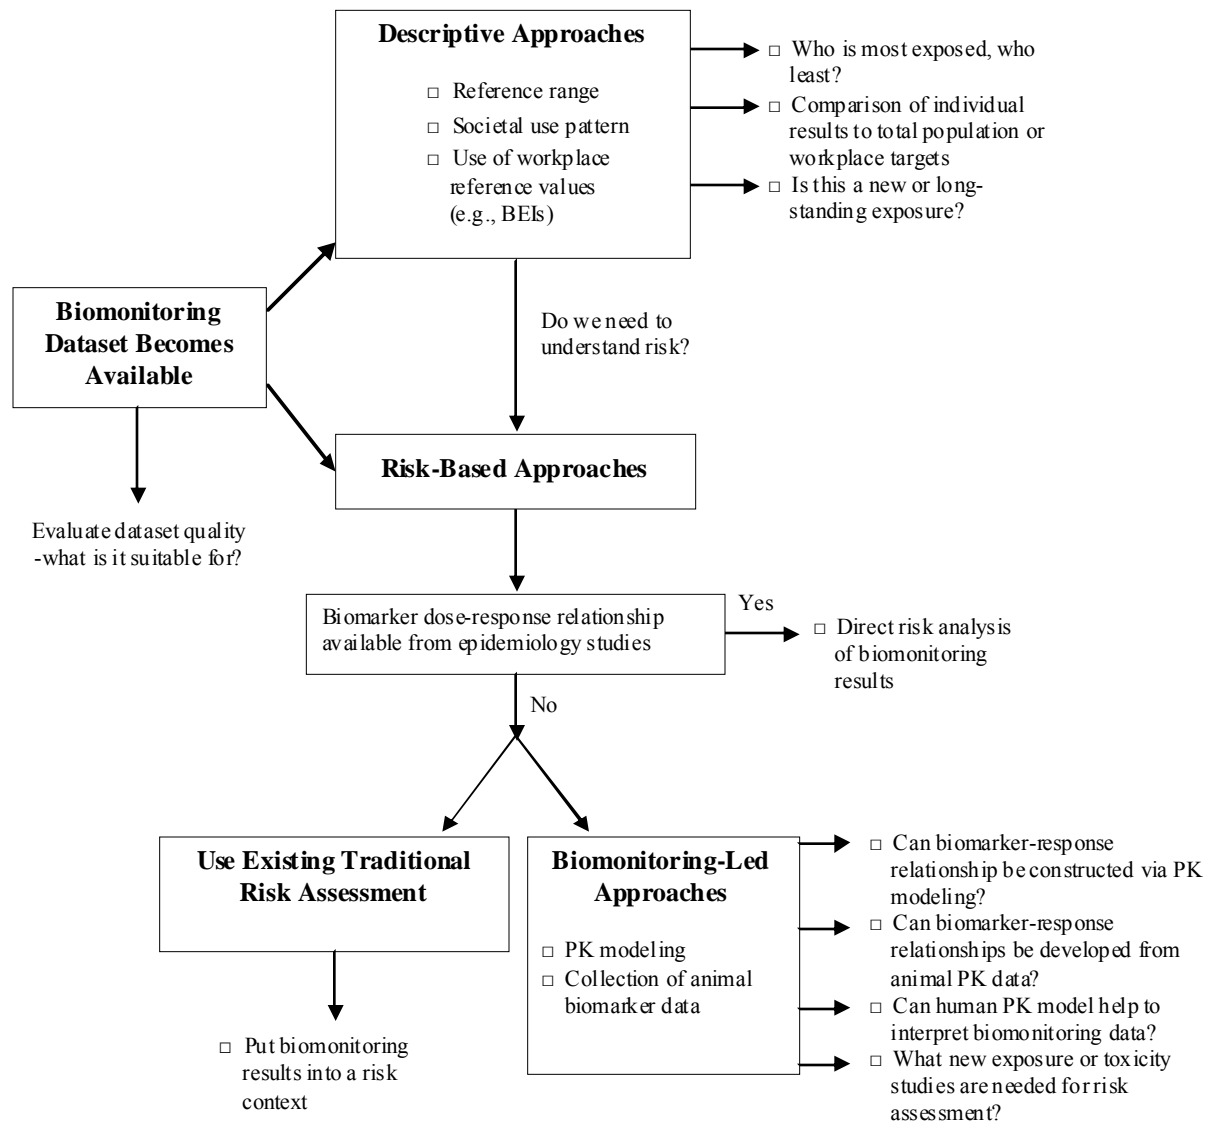 Descriptive Approaches
□ Reference range
□ Societal use pattern
□ Use of workplace
reference values
(e.g., BEIs)
□ Who is most exposed, who
least?
□ Comparison of individual
results to total population or
workplace targets
□ Is this a new or long-
standing exposure?
Biomonitoring
Dataset Becomes
Available
Do we need to
understand risk?
Evaluate dataset quality
-what is it suitable for?
Risk-Based Approaches
Biomarker dose-response relationship
available from epidemiology studies
Yes
□ Direct risk analysis
of biomonitoring
results
No
Use Existing Traditional
Risk Assessment
□ Put biomonitoring
results into a risk
context
Biomonitoring-Led
Approaches
□ PK modeling
□ Collection of animal
biomarker data
□ Can biomarker-response
relationship be constructed via PK
modeling?
□ Can biomarker-response
relationships be developed from
animal PK data?
□ Can human PK model help to
interpret biomonitoring data?
□ What new exposure or toxicity
studies are needed for risk
assessment?